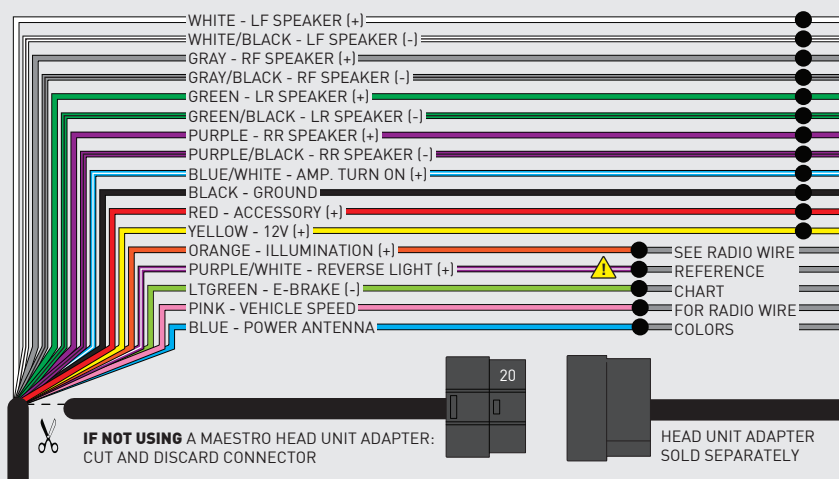 WHITE - LF SPEAKER (+)
WHITE/BLACK - LF SPEAKER (-)
GRAY - RF SPEAKER (+)
GRAY/BLACK - RF SPEAKER (-)
GREEN - LR SPEAKER (+)
GREEN/BLACK - LR SPEAKER (-)
PURPLE - RR SPEAKER (+)
PURPLE/BLACK - RR SPEAKER (-)
BLUE/WHITE - AMP. TURN ON (+)
BLACK - GROUND
RED - ACCESSORY (+)
YELLOW - 12V (+)
ORANGE - ILLUMINATION (+)
PURPLE/WHITE - REVERSE LIGHT (+)
LTGREEN - E-BRAKE (-)
PINK - VEHICLE SPEED
BLUE - POWER ANTENNA
SEE RADIO WIRE
REFERENCE
CHART
FOR RADIO WIRE
COLORS
!
20
IF NOT USING A MAESTRO HEAD UNIT ADAPTER:
CUT AND DISCARD CONNECTOR
HEAD UNIT ADAPTER
SOLD SEPARATELY